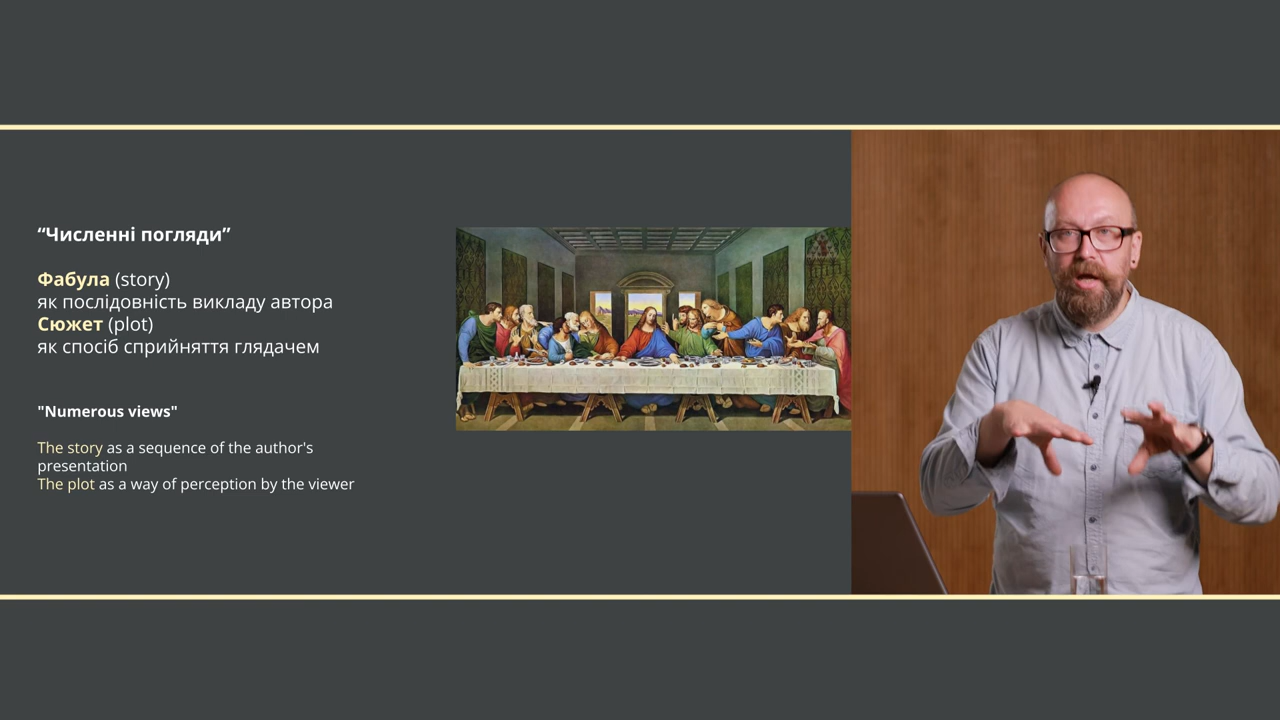 “Численні погляди”
Фабула (story)
як послідовність викладу автора
Сюжет (plot)
як спосіб сприйняття глядачем
"Numerous views"
The story as a sequence of the author's
presentation
The plot as a way of perception by the viewer